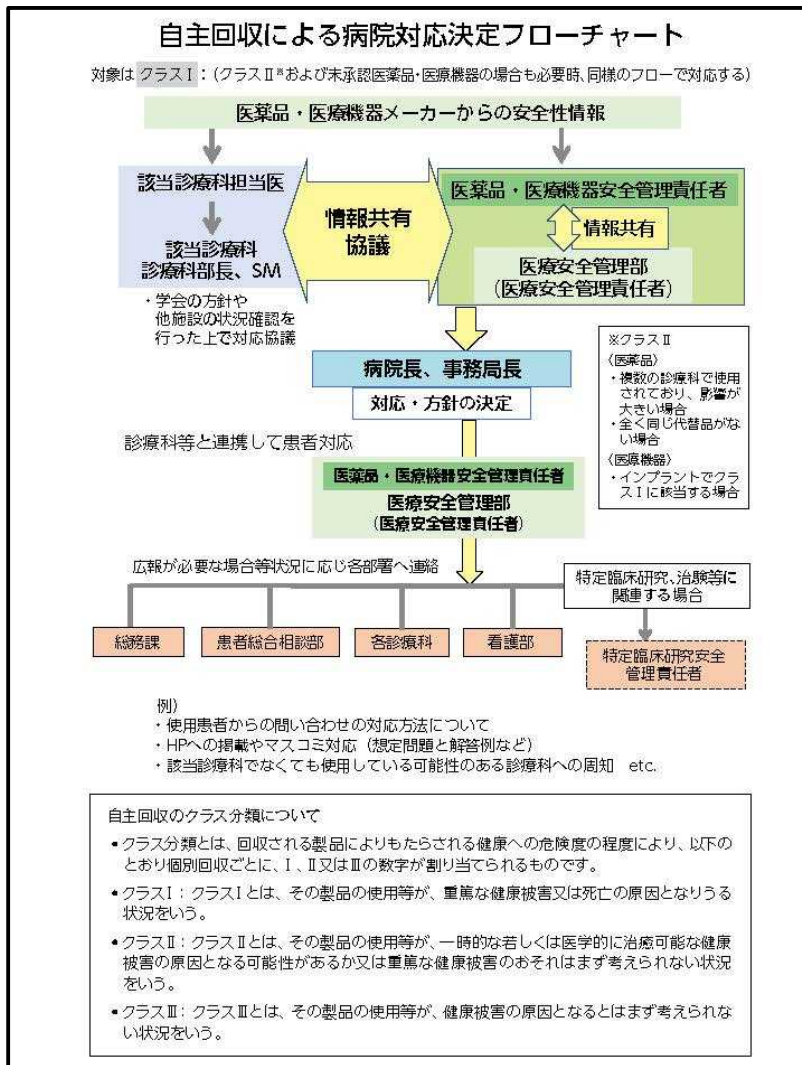 自主回収による病院対応決定フローチャート
対象は クラスⅠ：（クラスⅡ※および未承認医薬品・医療機器の場合も必要時、同様のフローで対応する）
医薬品・医療機器メーカーからの安全性情報
該当診療科担当医
該当診療科
診療科部長、SM
・学会の方針や
他施設の状況確認を
行った上で対応協議
情報共有
協議
医薬品・医療機器安全管理責任者
情報共有
医療安全管理部
（医療安全管理責任者）
病院長、事務局長
対応・方針の決定
※クラスⅡ
〈医薬品〉
・複数の診療科で使用
されており、影響が
大きい場合
・全く同じ代替品がな
い場合
〈医療機器〉
・インプラントでクラ
スⅠに該当する場合
診療科等と連携して患者対応
医薬品・医療機器安全管理責任者
医療安全管理部
（医療安全管理責任者）
広報が必要な場合等状況に応じ各部署へ連絡
特定臨床研究、治験等に
関連する場合
総務課
患者総合相談部
各診療科
看護部
特定臨床研究安全
管理責任者
例）
・使用患者からの問い合わせの対応方法について
・HPへの掲載やマスコミ対応（想定問題と解答例など）
・該当診療科でなくても使用している可能性のある診療科への周知 etc.
自主回収のクラス分類について
•クラス分類とは、回収される製品によりもたらされる健康への危険度の程度により、以下の
とおり個別回収ごとに、Ⅰ、Ⅱ又はⅢの数字が割り当てられるものです。
•クラスⅠ：クラスⅠとは、その製品の使用等が、重篤な健康被害又は死亡の原因となりうる
状況をいう。
•クラスⅡ：クラスⅡとは、その製品の使用等が、一時的な若しくは医学的に治癒可能な健康
被害の原因となる可能性があるか又は重篤な健康被害のおそれはまず考えられない状況
をいう。
•クラスⅢ：クラスⅢとは、その製品の使用等が、健康被害の原因となるとはまず考えられ
ない状況をいう。